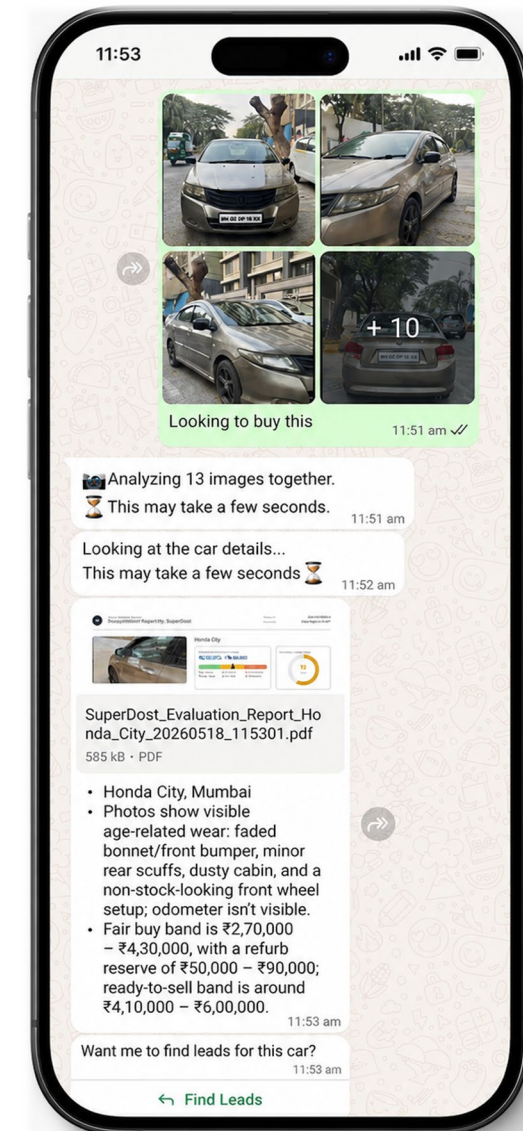 11:53
+ 10
Looking to buy this
11:51 am
Analyzing 13 images together.
This may take a few seconds.
11:51 am
Looking at the car details...
This may take a few seconds
11:52 am
Honda City
SuperDost_Evaluation_Report_Ho
nda_City_20260518_115301.pdf
585 kB • PDF
• Honda City, Mumbai
• Photos show visible
age-related wear: faded
bonnet/front bumper, minor
rear scuffs, dusty cabin, and a
non-stock-looking front wheel
setup; odometer isn't visible.
• Fair buy band is ₹2,70,000
– ₹4,30,000, with a refurb
reserve of ₹50,000 – ₹90,000;
ready-to-sell band is around
₹4,10,000 – ₹6,00,000.
11:53 am
Want me to find leads for this car?
11:53 am
Find Leads